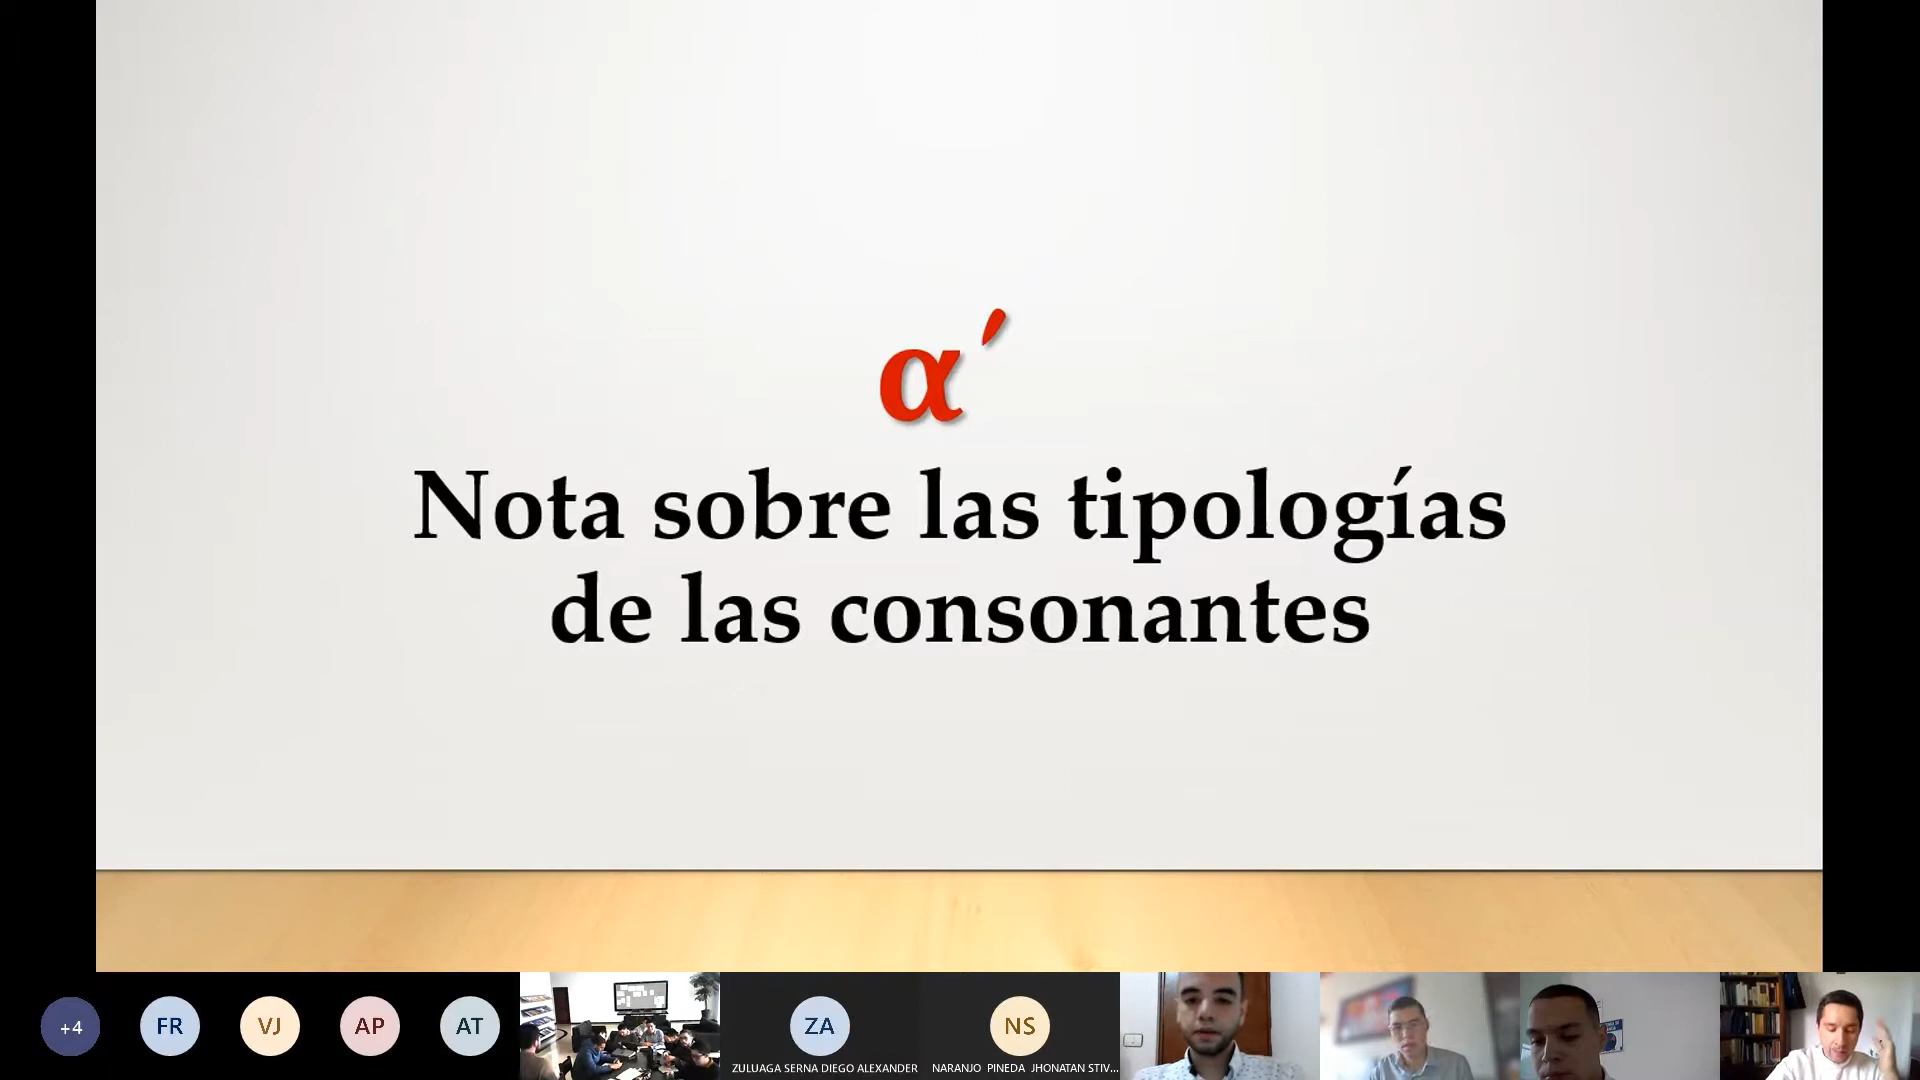 α´
Nota sobre las tipologías
de las consonantes
+4
FR
VJ
AP
AT
ZA
ZULUAGA SERNA DIEGO ALEXANDER
NS
NARANJO PINEDA JHONATAN STIV...